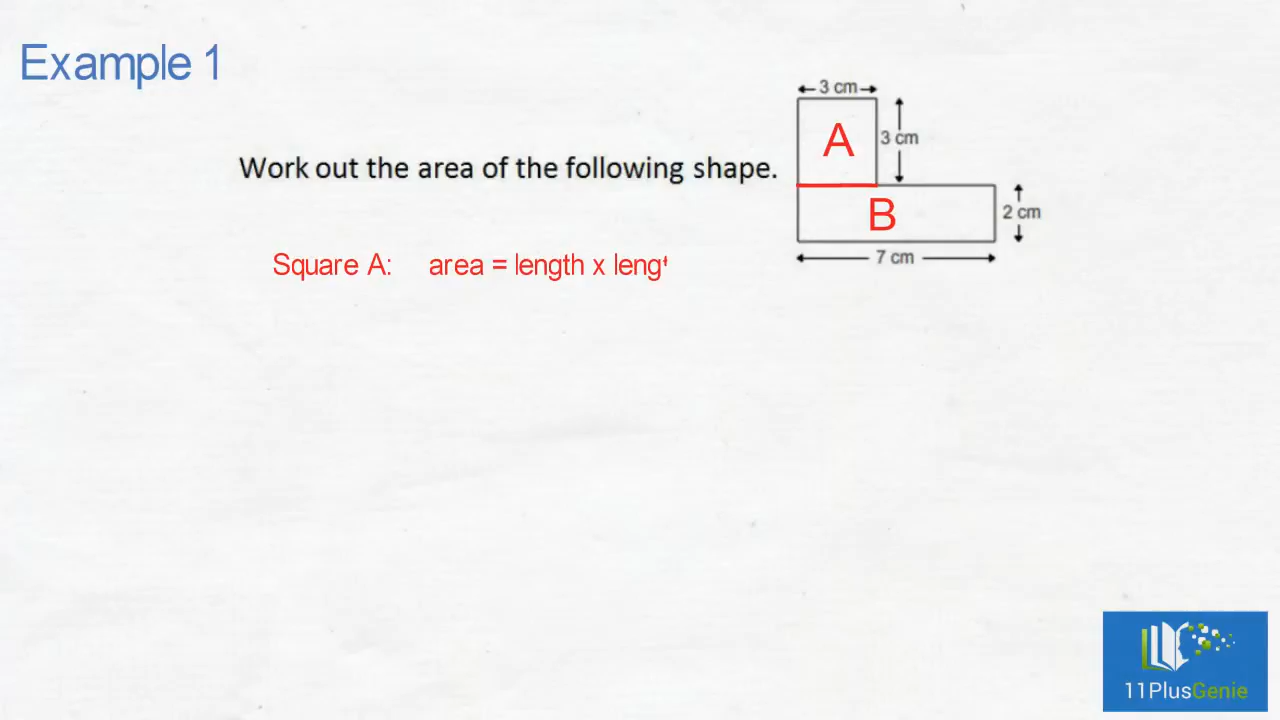 Example 1
3 cm
A
3 cm
Work out the area of the following shape.
B
2 cm
7 cm
Square A: area = length x leng
11PlusGenie